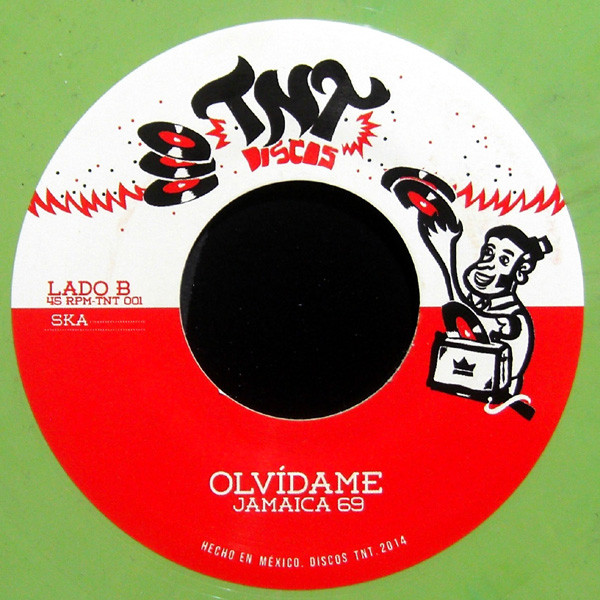 TNT
DISCOS
LADO B
45 RPM-TNT 001
SKA
OLVÍDAME
JAMAICA 69
HECHO EN MÉXICO. DISCOS TNT. 2014